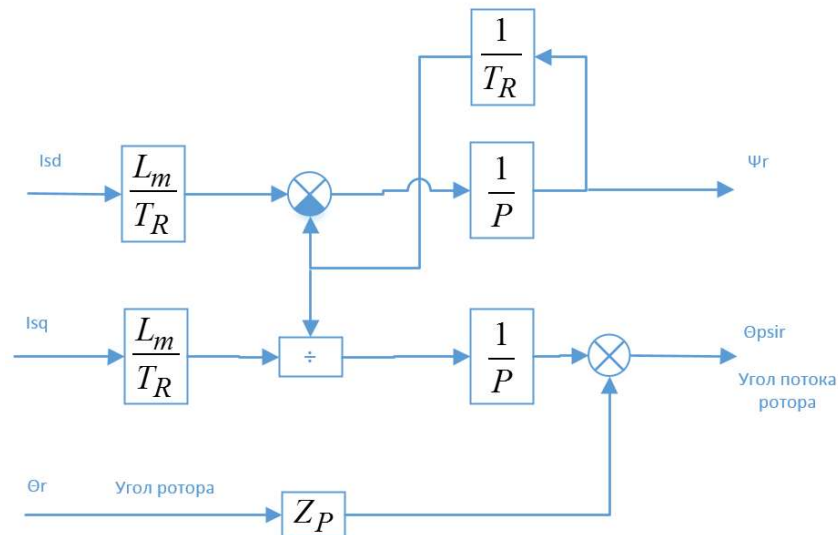 1
T_R
Isd
L_m
T_R
1
P
Ψr
Isq
L_m
T_R
÷
1
P
Θpsir
Угол потока
ротора
Θr
Угол ротора
Z_P